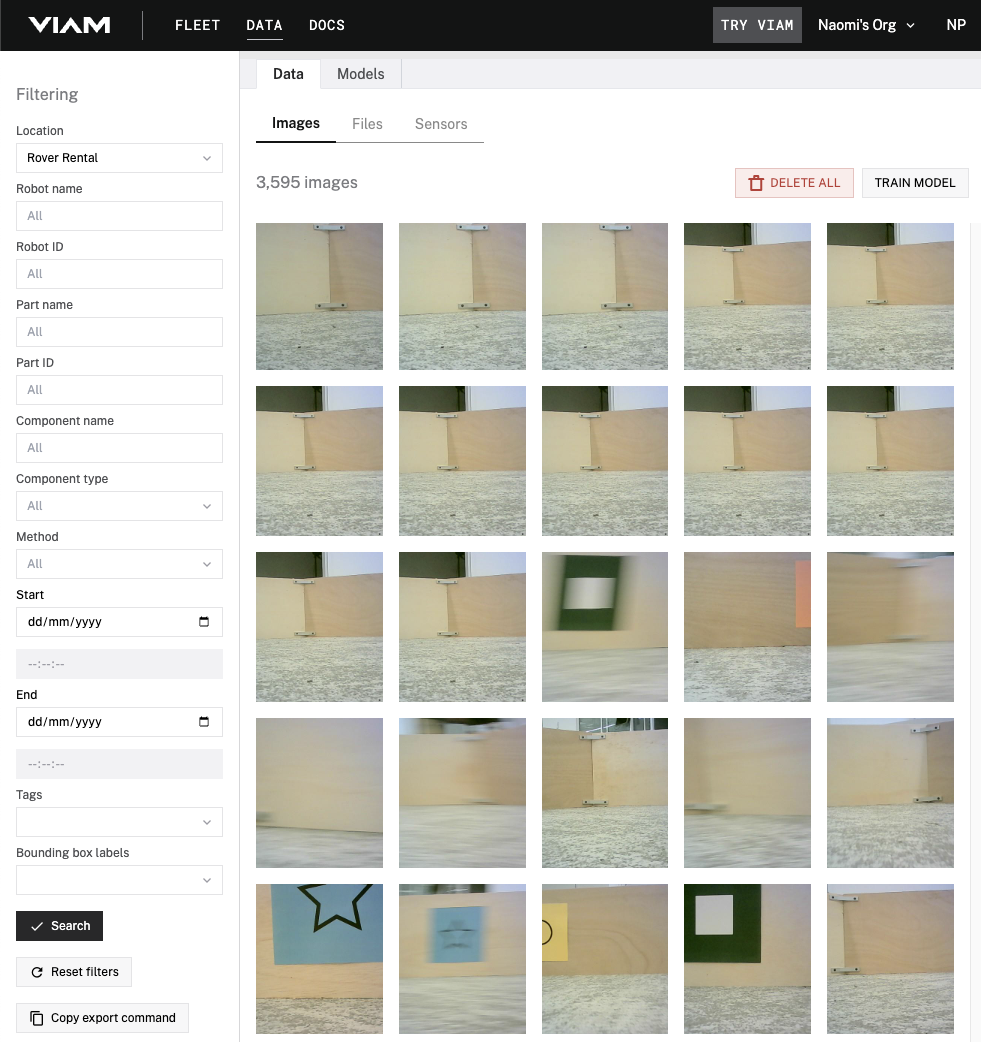 VIAM FLEET DATA DOCS TRY VIAM Naomi's Org NP
Filtering
Location
Rover Rental
Robot name
All
Robot ID
All
Part name
All
Part ID
All
Component name
All
Component type
All
Method
All
Start
dd/mm/yyyy
--:--:--
End
dd/mm/yyyy
--:--:--
Tags
Bounding box labels
Search
Reset filters
Copy export command
Data Models
Images Files Sensors
3,595 images DELETE ALL TRAIN MODEL